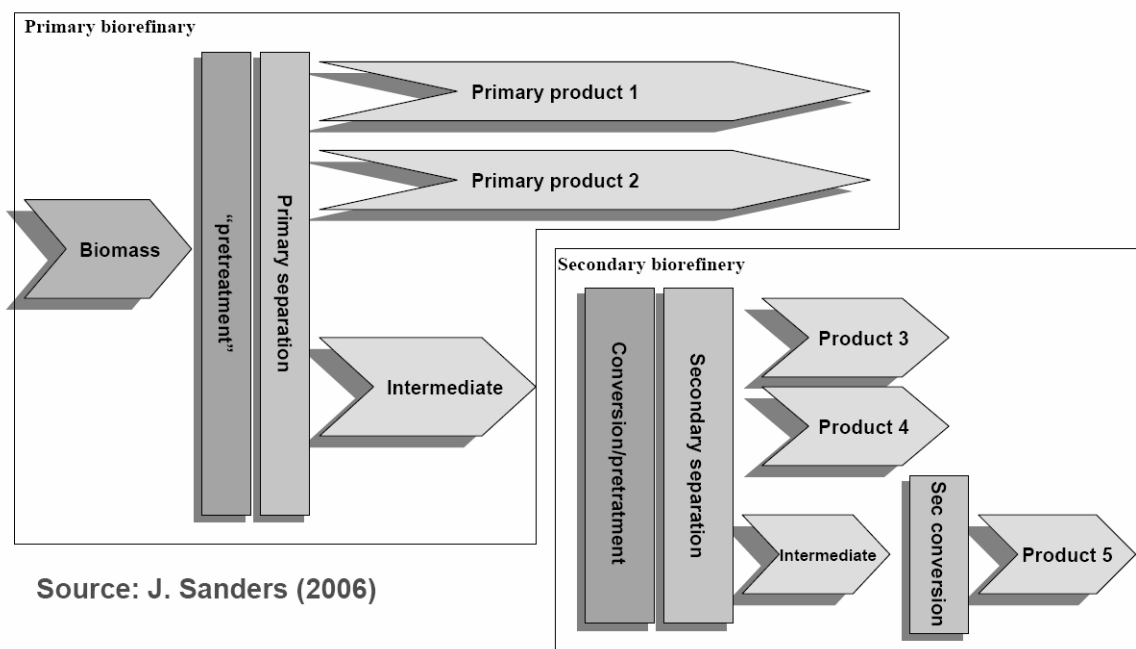 Primary biorefinary
Primary product 1
Primary product 2
Biomass
“pretreatment”
Primary separation
Intermediate
Secondary biorefinery
Conversion/pretratment
Secondary separation
Product 3
Product 4
Intermediate
Sec conversion
Product 5
Source: J. Sanders (2006)